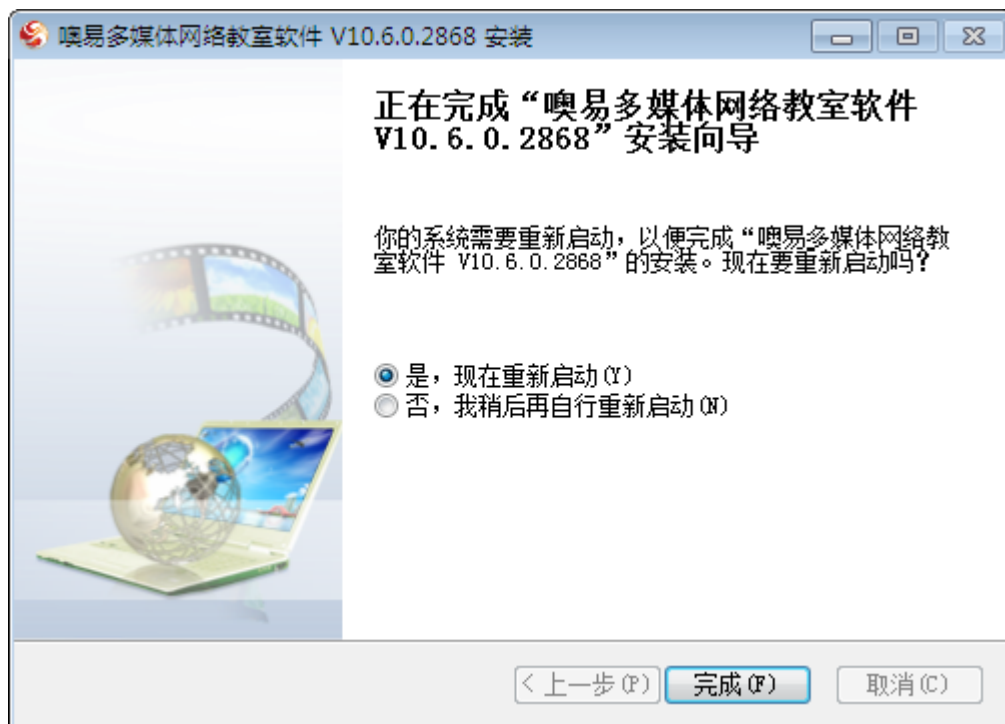 噢易多媒体网络教室软件 V10.6.0.2868 安装
正在完成“噢易多媒体网络教室软件
V10.6.0.2868”安装向导
你的系统需要重新启动，以便完成“噢易多媒体网络教
室软件 V10.6.0.2868”的安装。现在要重新启动吗？
是，现在重新启动(Y)
否，我稍后再自行重新启动(N)
< 上一步(P) 完成(F) 取消(C)